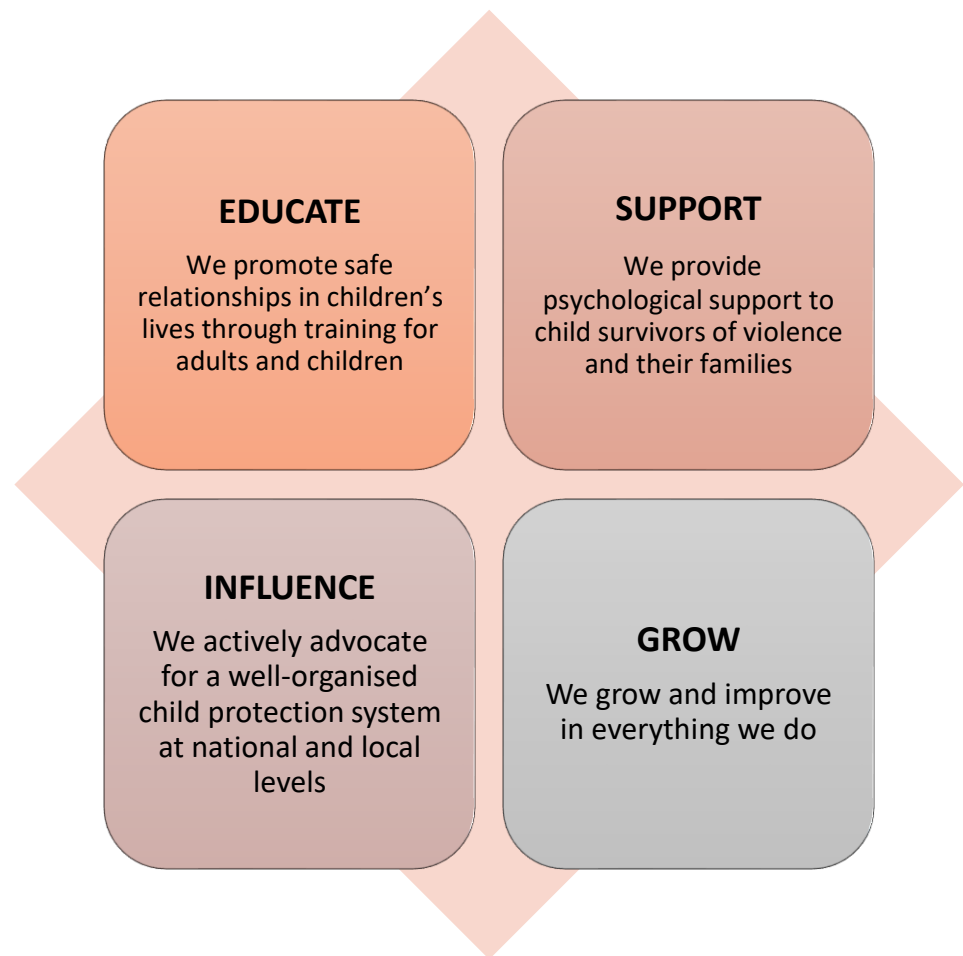 EDUCATE
We promote safe
relationships in children’s
lives through training for
adults and children
SUPPORT
We provide
psychological support to
child survivors of violence
and their families
INFLUENCE
We actively advocate
for a well-organised
child protection system
at national and local
levels
GROW
We grow and improve
in everything we do